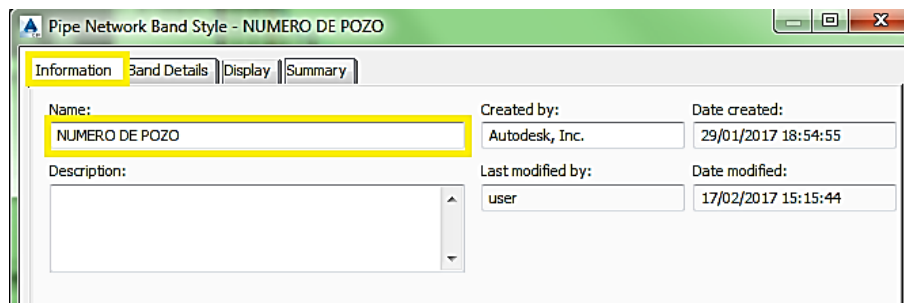 Pipe Network Band Style - NUMERO DE POZO
Information Band Details Display Summary
Name: Created by: Date created:
NUMERO DE POZO Autodesk, Inc. 29/01/2017 18:54:55
Description: Last modified by: Date modified:
user 17/02/2017 15:15:44